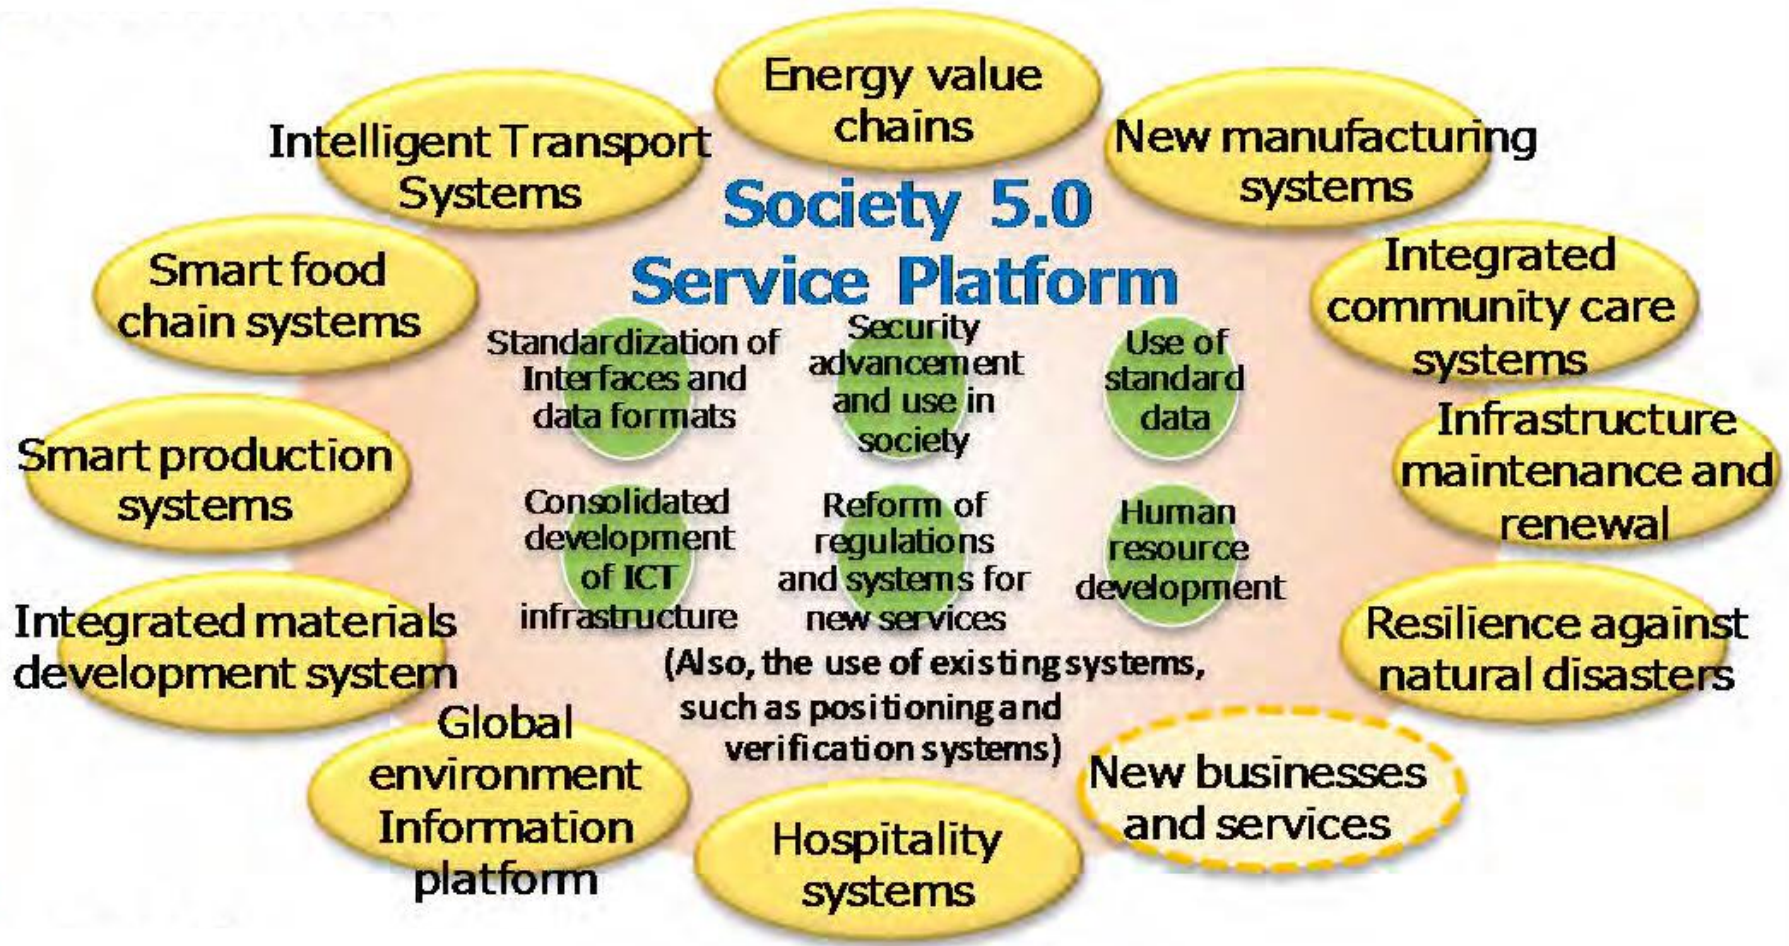 Energy value
chains
Intelligent Transport
Systems
New manufacturing
systems
Society 5.0
Service Platform
Smart food
chain systems
Integrated
community care
systems
Standardization of
Interfaces and
data formats
Security
advancement
and use in
society
Use of
standard
data
Smart production
systems
Infrastructure
maintenance and
renewal
Consolidated
development
of ICT
infrastructure
Reform of
regulations
and systems for
new services
Human
resource
development
Integrated materials
development system
Resilience against
natural disasters
(Also, the use of existing systems,
such as positioning and
verification systems)
Global
environment
Information
platform
Hospitality
systems
New businesses
and services